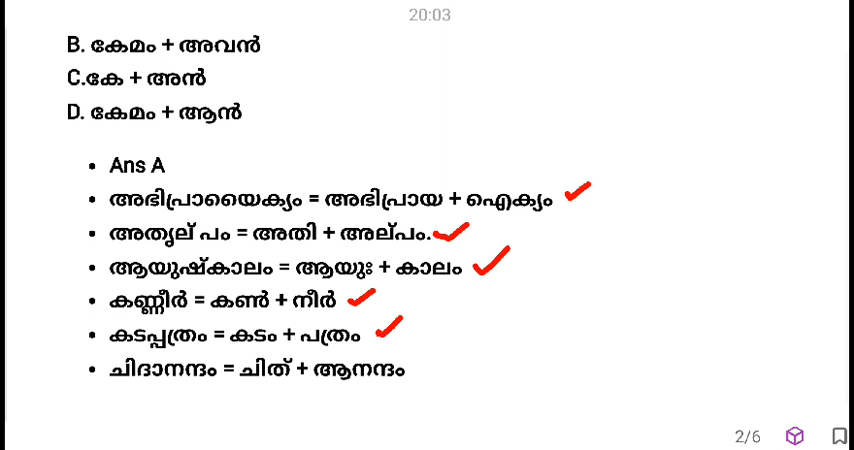 20:03
B. കേമം + അവൻ
C.കേ + അൻ
D. കേമം + ആൻ
• Ans A
• അഭിപ്രായൈക്യം = അഭിപ്രായ + ഐക്യം
• അതൃല് പം = അതി + അല്പം.
• ആയുഷ്കാലം = ആയുഃ + കാലം
• കണ്ണീർ = കൺ + നീർ
• കടപ്പത്രം = കടം + പത്രം
• ചിദാനന്ദം = ചിത് + ആനന്ദം
2/6